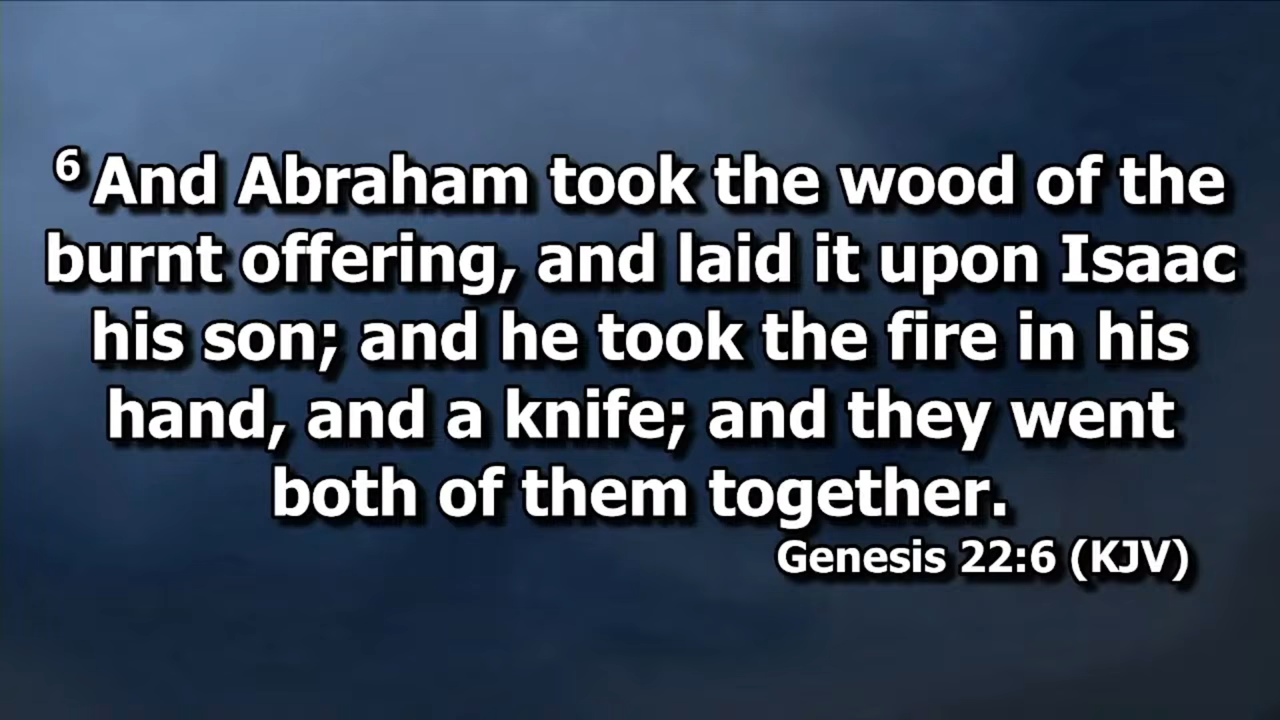 6 And Abraham took the wood of the
burnt offering, and laid it upon Isaac
his son; and he took the fire in his
hand, and a knife; and they went
both of them together.
Genesis 22:6 (KJV)